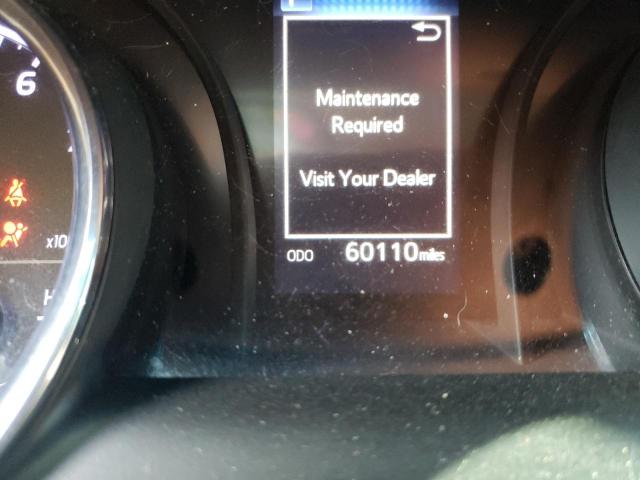 6
Maintenance
Required
Visit Your Dealer
x10
ODO 60110 miles
H